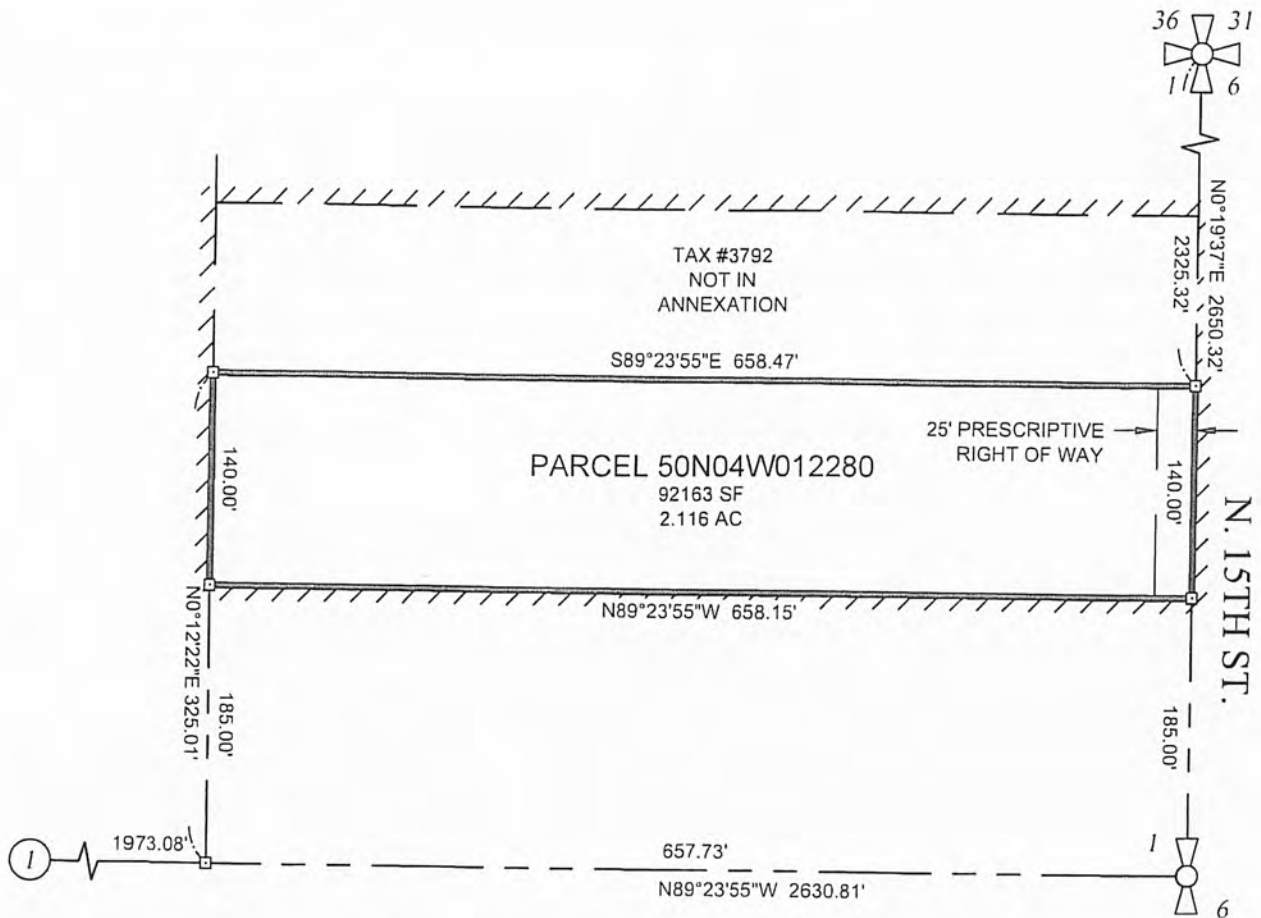 36 31
1 6
N0°19'37"E 2650.32'
2325.32'
TAX #3792
NOT IN
ANNEXATION
S89°23'55"E 658.47'
25' PRESCRIPTIVE
RIGHT OF WAY
140.00'
PARCEL 50N04W012280
92163 SF
2.116 AC
140.00'
N. 15TH ST.
N89°23'55"W 658.15'
N0°12'22"E 325.01'
185.00'
185.00'
1
1973.08'
657.73'
N89°23'55"W 2630.81'
1
6